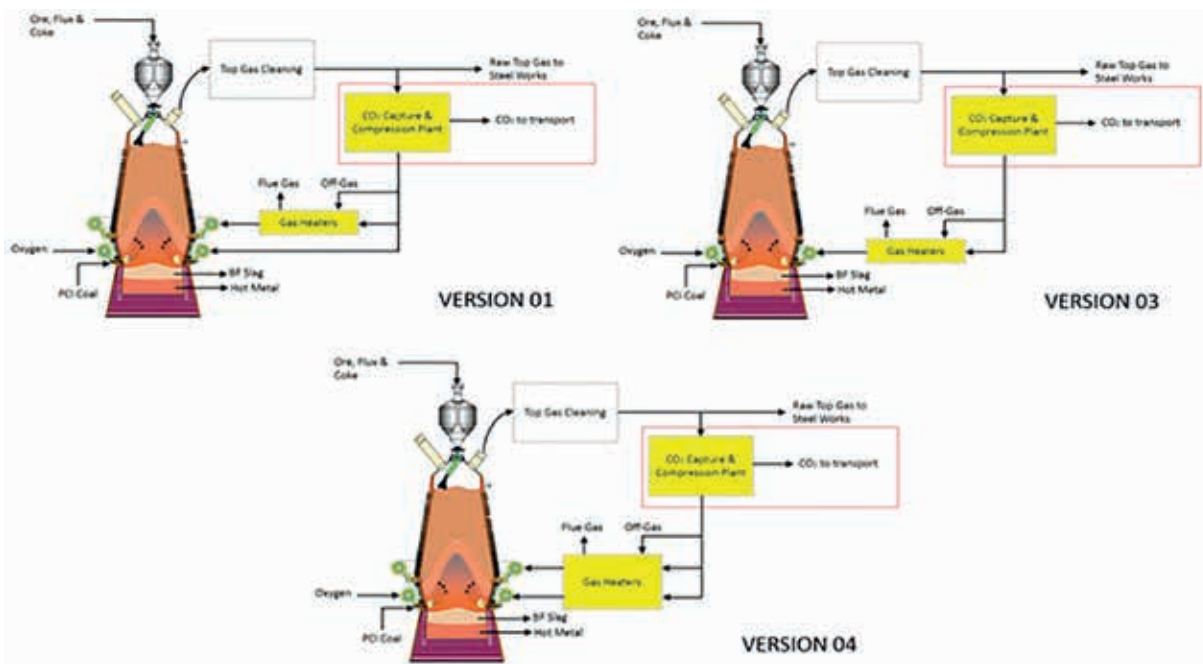 Ore, Flux &
Coke
Top Gas Cleaning
Raw Top Gas to
Steel Works
CO₂ Capture &
Compression Plant
CO₂ to transport
Flue Gas
Off-Gas
Gas Heaters
Oxygen
PCI Coal
BF Slag
Hot Metal
VERSION 01
Ore, Flux &
Coke
Top Gas Cleaning
Raw Top Gas to
Steel Works
CO₂ Capture &
Compression Plant
CO₂ to transport
Flue Gas
Off-Gas
Gas Heaters
Oxygen
PCI Coal
BF Slag
Hot Metal
VERSION 03
Ore, Flux &
Coke
Top Gas Cleaning
Raw Top Gas to
Steel Works
CO₂ Capture &
Compression Plant
CO₂ to transport
Flue Gas
Off-Gas
Gas Heaters
Oxygen
PCI Coal
BF Slag
Hot Metal
VERSION 04